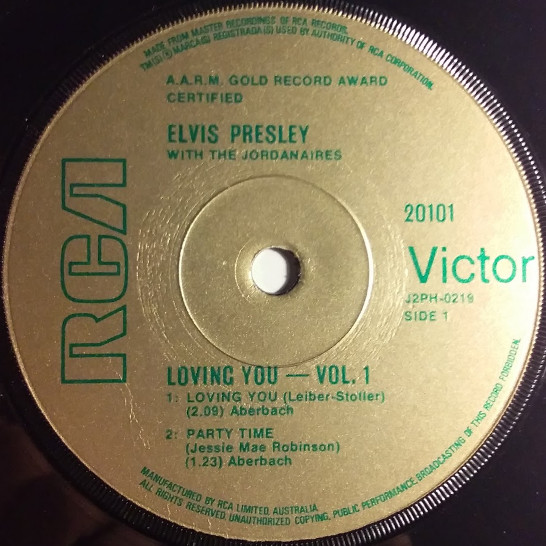 MADE FROM MASTER RECORDINGS OF RCA RECORDS.
TM(S) ® MARCA(S) REGISTRADA(S) USED BY AUTHORITY OF RCA CORPORATION.
A.A.R.M. GOLD RECORD AWARD
CERTIFIED
ELVIS PRESLEY
WITH THE JORDANAIRES
RCA
20101
Victor
J2PH-0219
SIDE 1
LOVING YOU — VOL. 1
1: LOVING YOU (Leiber-Stoller)
(2.09) Aberbach
2: PARTY TIME
(Jessie Mae Robinson)
(1.23) Aberbach
MANUFACTURED BY RCA LIMITED, AUSTRALIA.
ALL RIGHTS RESERVED. UNAUTHORIZED COPYING, PUBLIC PERFORMANCE, BROADCASTING OF THIS RECORD FORBIDDEN.